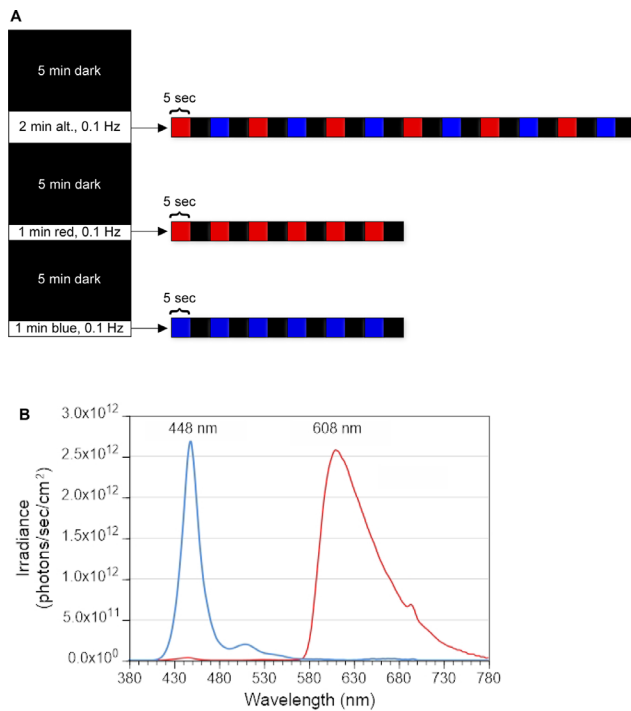 A
5 min dark
5 sec
2 min alt., 0.1 Hz
5 min dark
5 sec
1 min red, 0.1 Hz
5 min dark
5 sec
1 min blue, 0.1 Hz
B
3.0x10¹²
448 nm
608 nm
2.5x10¹²
2.0x10¹²
1.5x10¹²
1.0x10¹²
5.0x10¹¹
0.0x10⁰
Irradiance
(photons/sec/cm²)
380 430 480 530 580 630 680 730 780
Wavelength (nm)